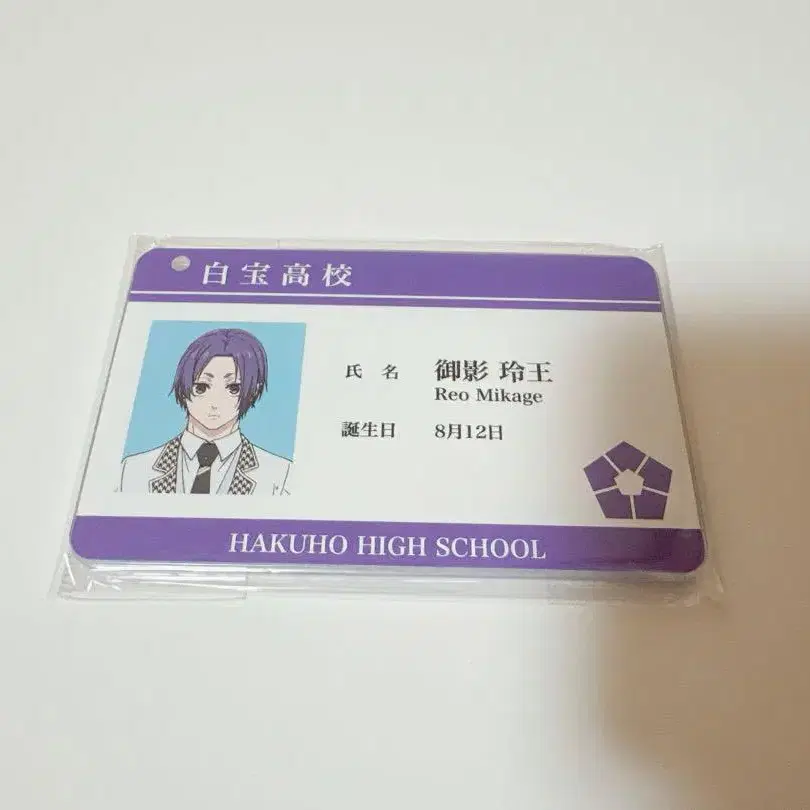 白宝高校
氏名 御影 玲王
Reo Mikage
誕生日 8月12日
HAKUHO HIGH SCHOOL